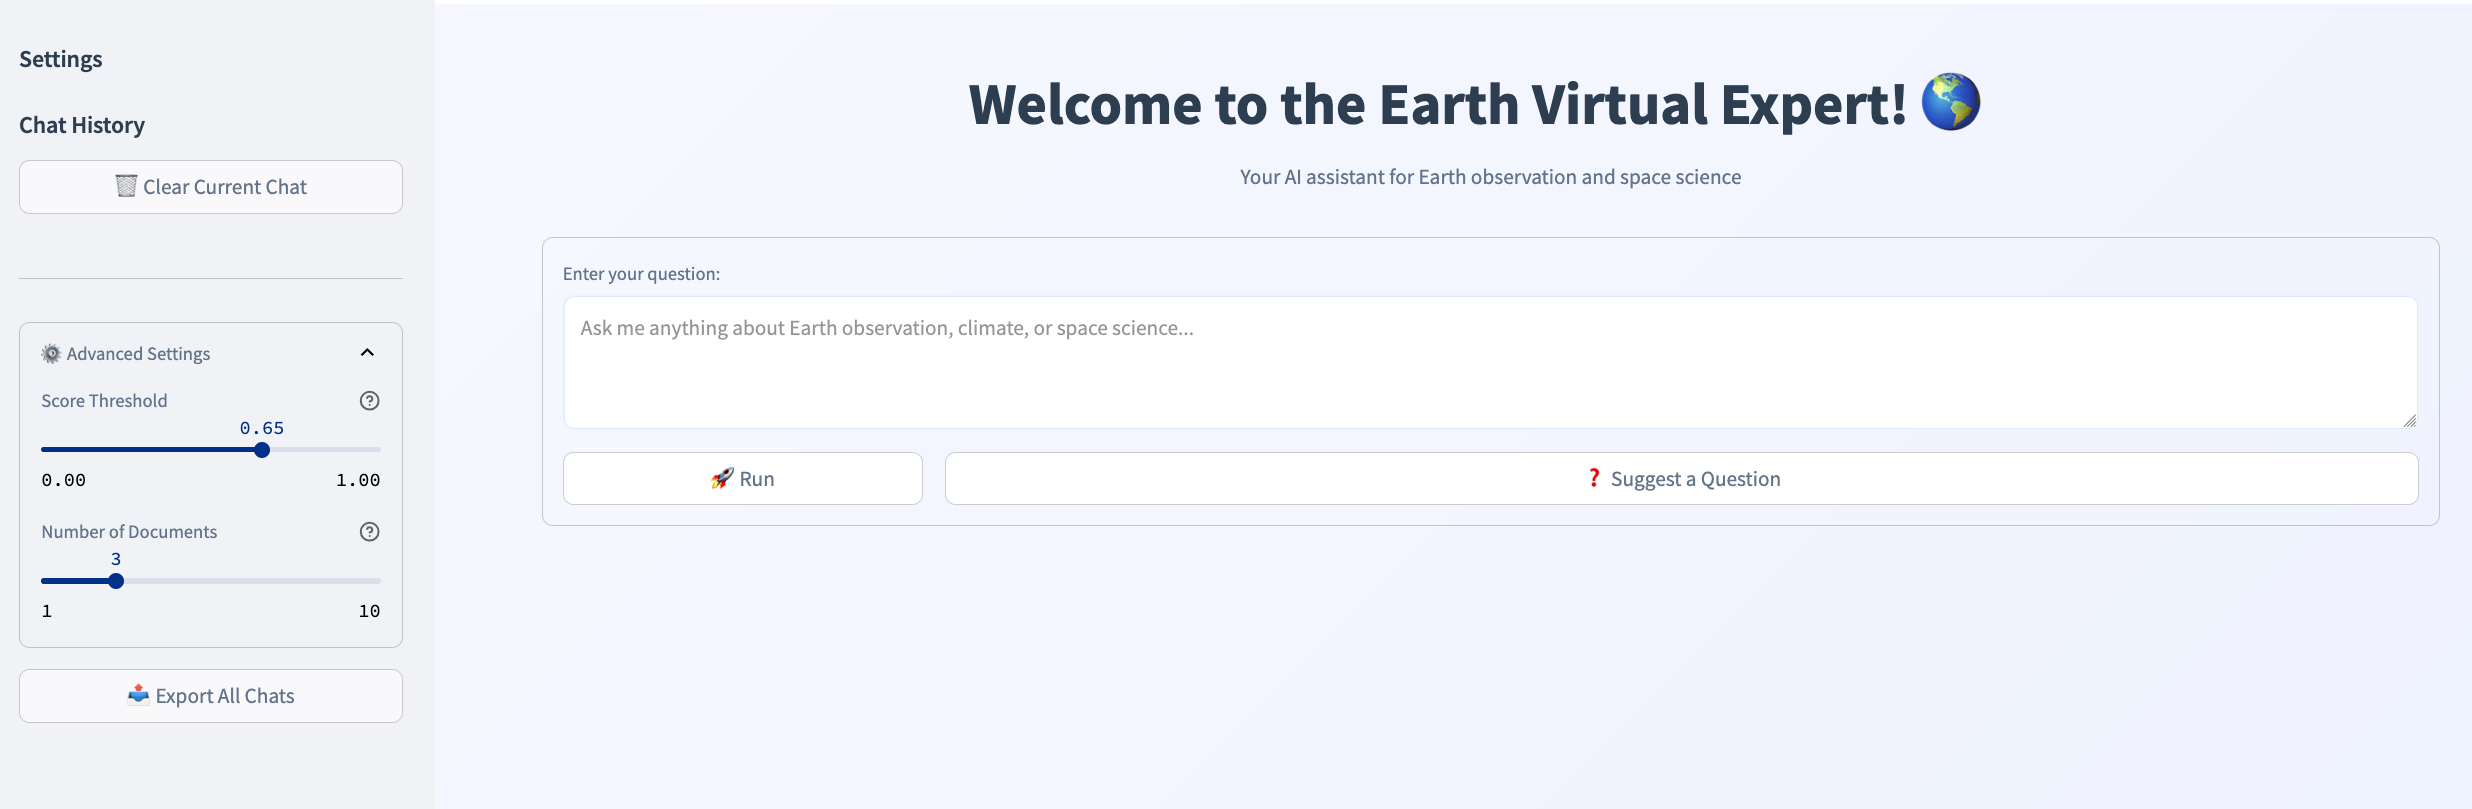 Settings
Chat History
🗑️ Clear Current Chat
⚙️ Advanced Settings
Score Threshold
0.65
0.00 1.00
Number of Documents
3
1 10
📤 Export All Chats
Welcome to the Earth Virtual Expert! 🌎
Your AI assistant for Earth observation and space science
Enter your question:
Ask me anything about Earth observation, climate, or space science...
🚀 Run
❓ Suggest a Question